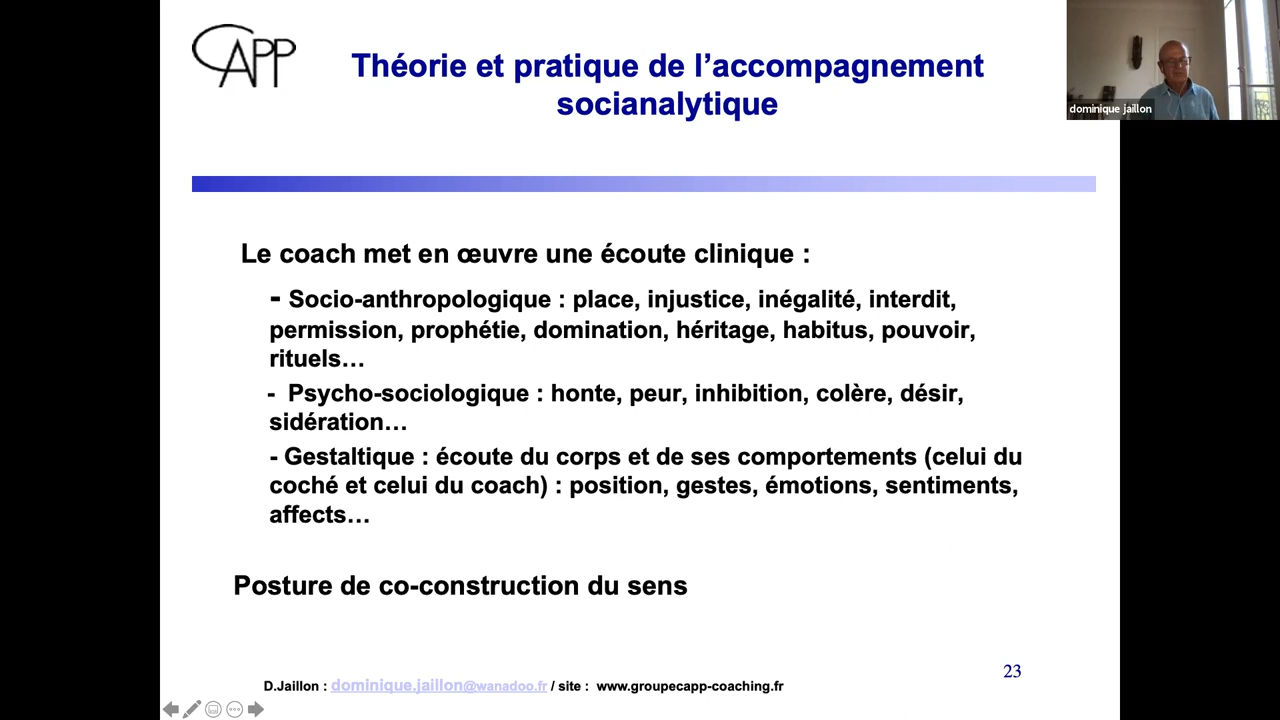 CAPP
Théorie et pratique de l’accompagnement
socianalytique
dominique jaillon
Le coach met en œuvre une écoute clinique :
- Socio-anthropologique : place, injustice, inégalité, interdit,
permission, prophétie, domination, héritage, habitus, pouvoir,
rituels…
- Psycho-sociologique : honte, peur, inhibition, colère, désir,
sidération…
- Gestaltique : écoute du corps et de ses comportements (celui du
coché et celui du coach) : position, gestes, émotions, sentiments,
affects…
Posture de co-construction du sens
23
D.Jaillon : dominique.jaillon@wanadoo.fr / site : www.groupecapp-coaching.fr